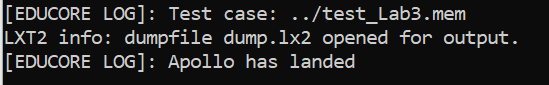 [EDUCORE LOG]: Test case: ../test_Lab3.mem
LXT2 info: dumpfile dump.lx2 opened for output.
[EDUCORE LOG]: Apollo has landed